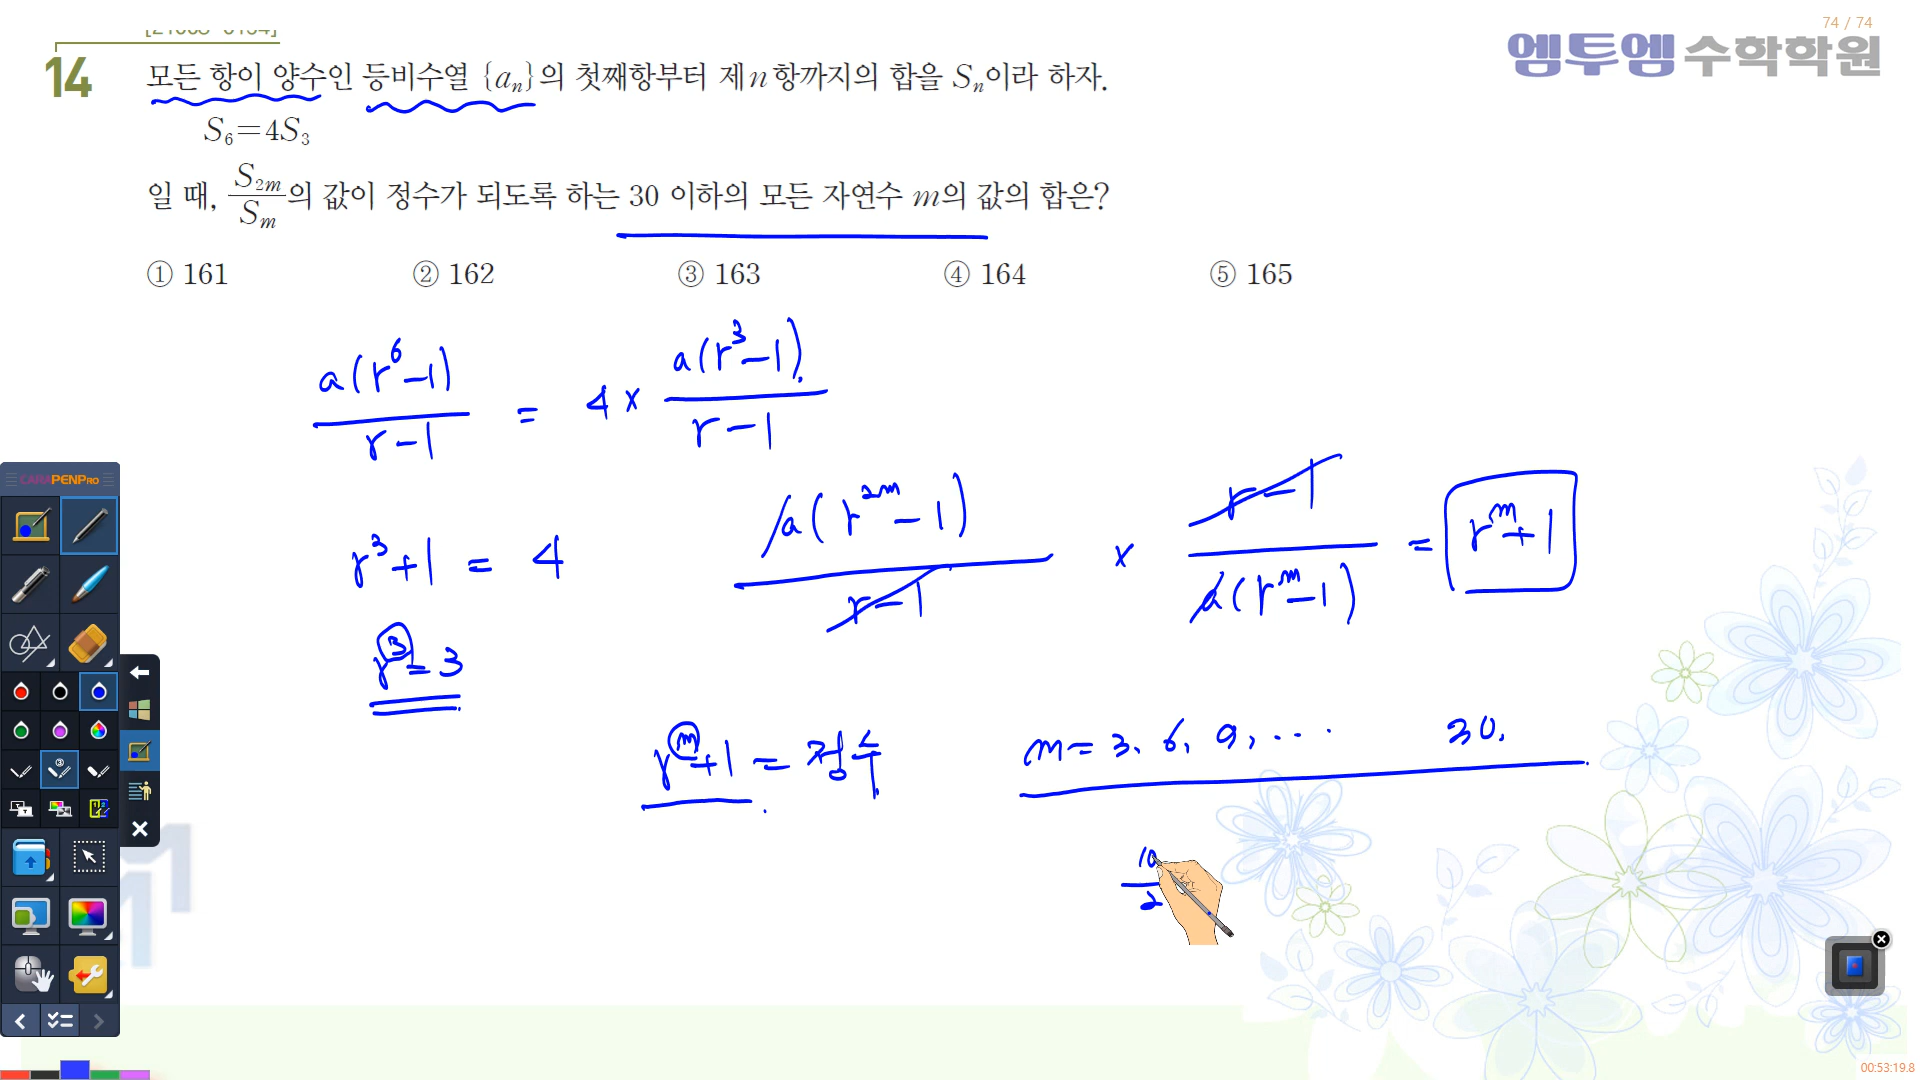 74 / 74
엠투엠 수학학원
14 모든 항이 양수인 등비수열 {aₙ}의 첫째항부터 제n항까지의 합을 Sₙ이라 하자.
S₆=4S₃
일 때, S₂ₘ/Sₘ의 값이 정수가 되도록 하는 30 이하의 모든 자연수 m의 값의 합은?
① 161 ② 162 ③ 163 ④ 164 ⑤ 165
a(r⁶-1)/(r-1) = 4 × a(r³-1)/(r-1)
a(r²ᵐ-1)/(r-1) × (r-1)/(a(rᵐ-1)) = rᵐ+1
r³+1 = 4
r³=3
rᵐ+1 = 정수
m = 3, 6, 9, ... 30.
10/2
CARAPENPRO
00:53:19.8